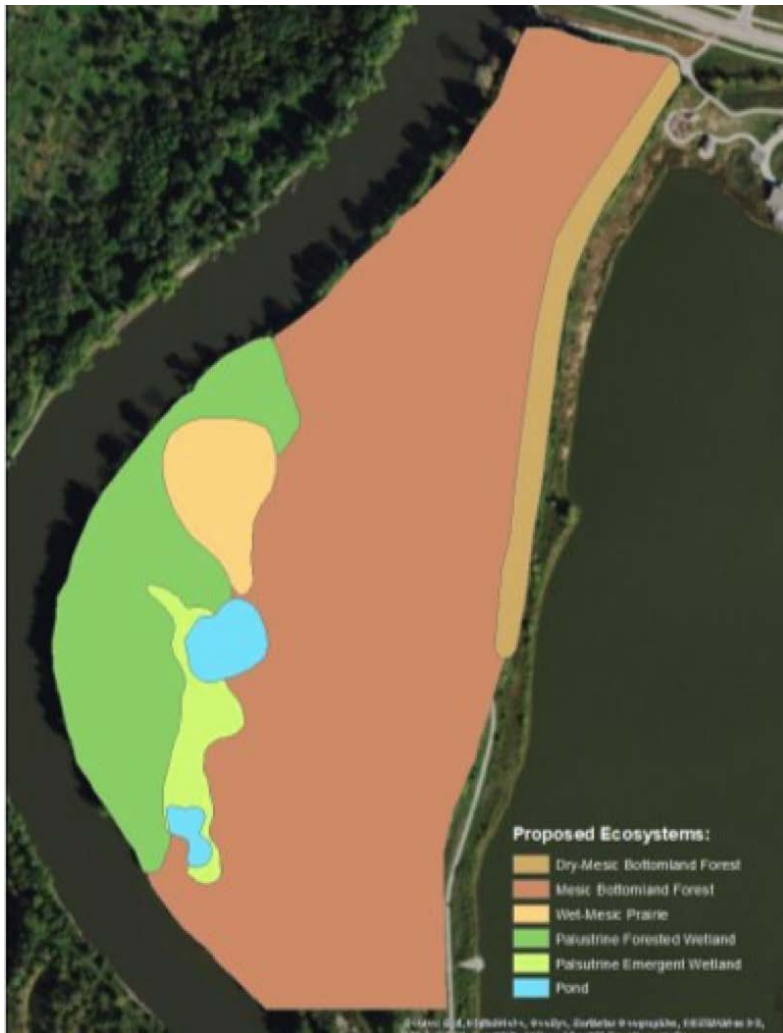 Proposed Ecosystems:
Dry-Mesic Bottomland Forest
Mesic Bottomland Forest
Wet-Mesic Prairie
Palustrine Forested Wetland
Palsutrine Emergent Wetland
Pond